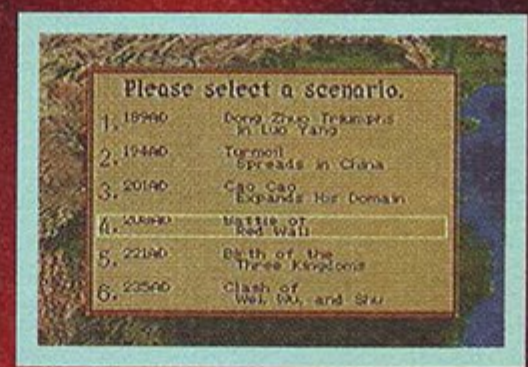 Please select a scenario.
1. 189AD Dong Zhuo Triumphs
in Luo Yang
2. 194AD Turmoil
Spreads in China
3. 201AD Cao Cao
Expands His Domain
4. 208AD Battle of
Red Wall
5. 221AD Birth of the
Three Kingdoms
6. 235AD Clash of
Wei, Wu, and Shu